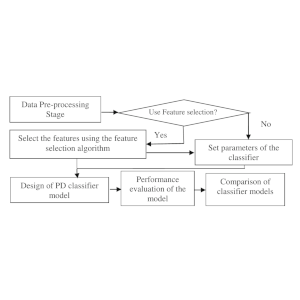 Data Pre-processing
Stage
Use Feature selection?
Yes
No
Select the features using the feature
selection algorithm
Set parameters of the
classifier
Design of PD classifier
model
Performance
evaluation of the
model
Comparison of
classifier models